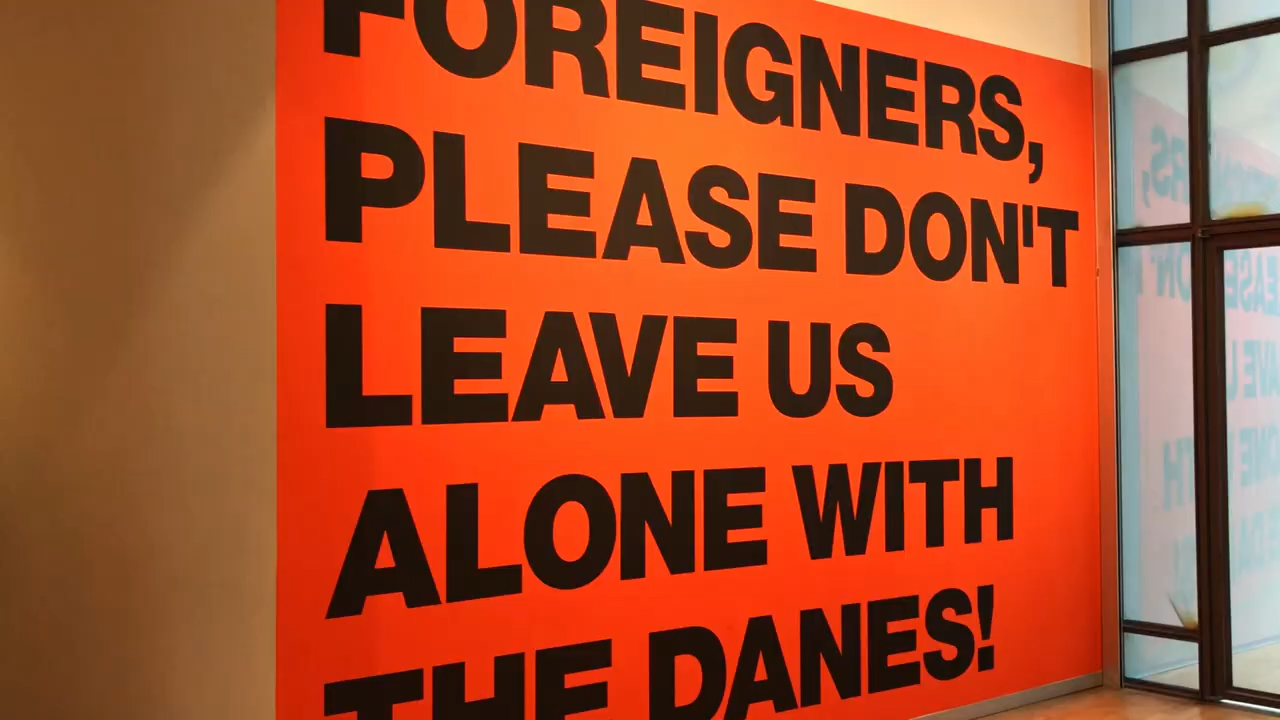 FOREIGNERS,
PLEASE DON'T
LEAVE US
ALONE WITH
THE DANES!